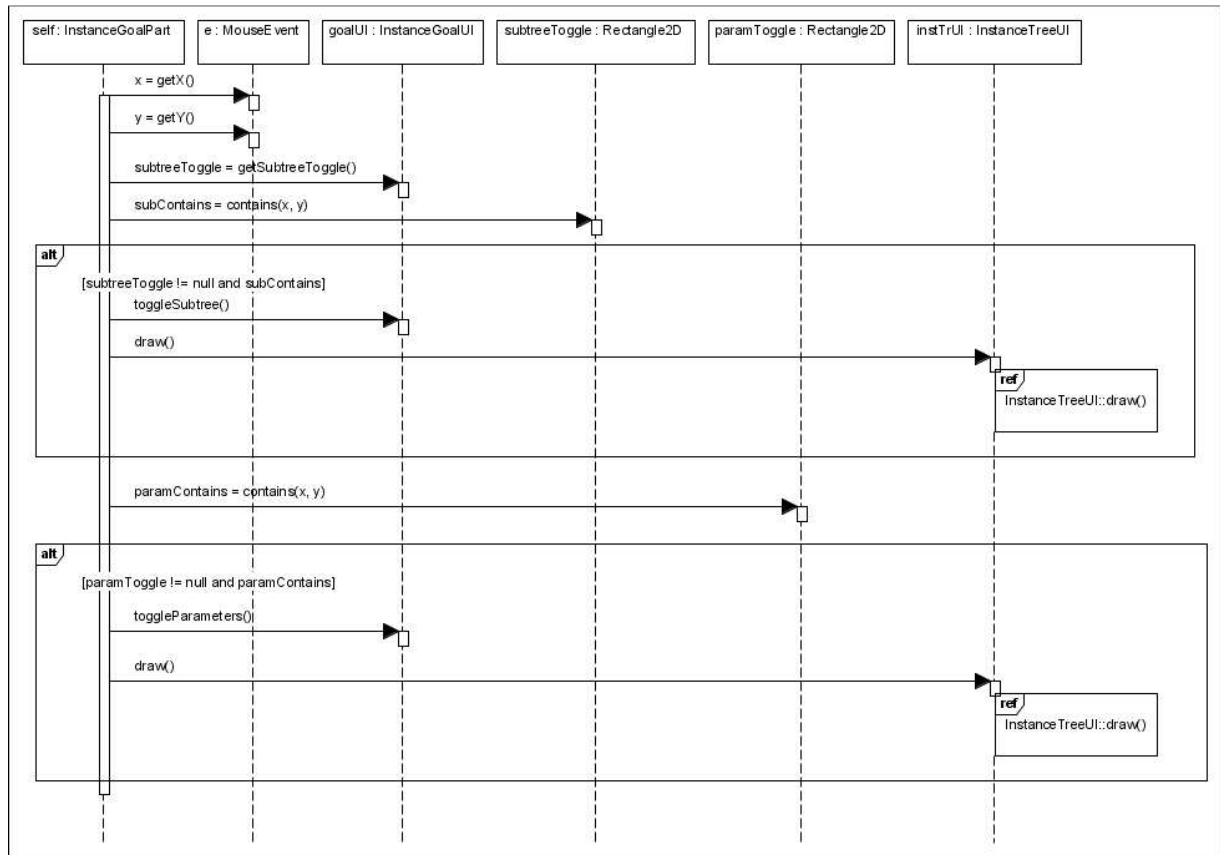 self : InstanceGoalPart
e : MouseEvent
goalUI : InstanceGoalUI
subtreeToggle : Rectangle2D
paramToggle : Rectangle2D
instTrUI : InstanceTreeUI
x = getX()
y = getY()
subtreeToggle = getSubtreeToggle()
subContains = contains(x, y)
alt
[subtreeToggle != null and subContains]
toggleSubtree()
draw()
ref
InstanceTreeUI::draw()
paramContains = contains(x, y)
alt
[paramToggle != null and paramContains]
toggleParameters()
draw()
ref
InstanceTreeUI::draw()